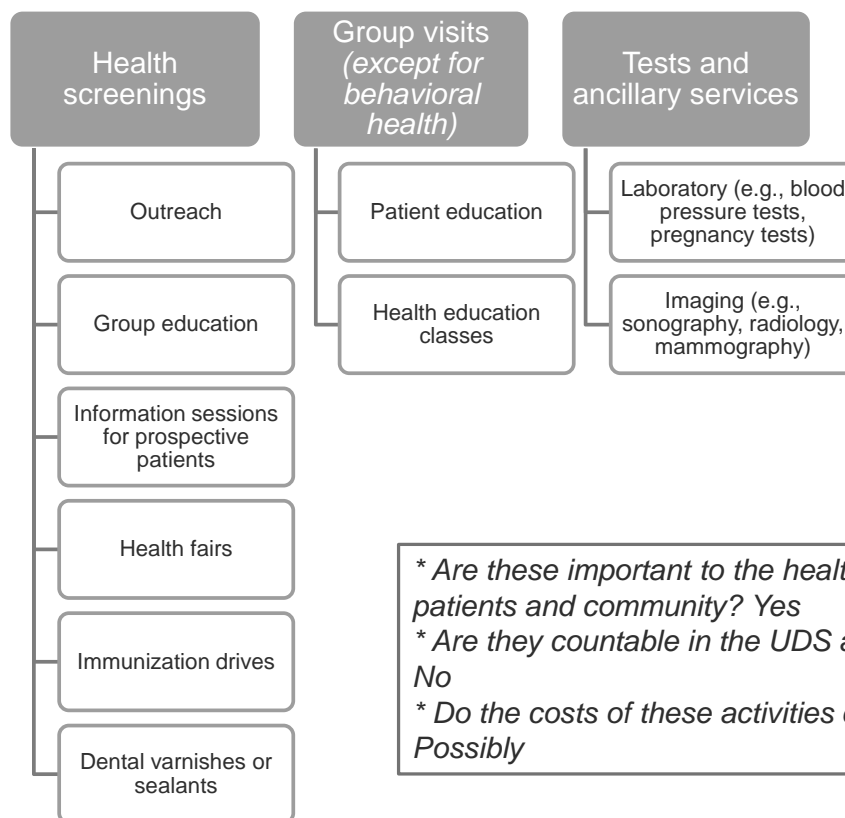 Health
screenings
Outreach
Group education
Information sessions
for prospective
patients
Health fairs
Immunization drives
Dental varnishes or
sealants
Group visits
(except for
behavioral
health)
Patient education
Health education
classes
Tests and
ancillary services
Laboratory (e.g., blood
pressure tests,
pregnancy tests)
Imaging (e.g.,
sonography, radiology,
mammography)
* Are these important to the healt
patients and community? Yes
* Are they countable in the UDS a
No
* Do the costs of these activities
Possibly